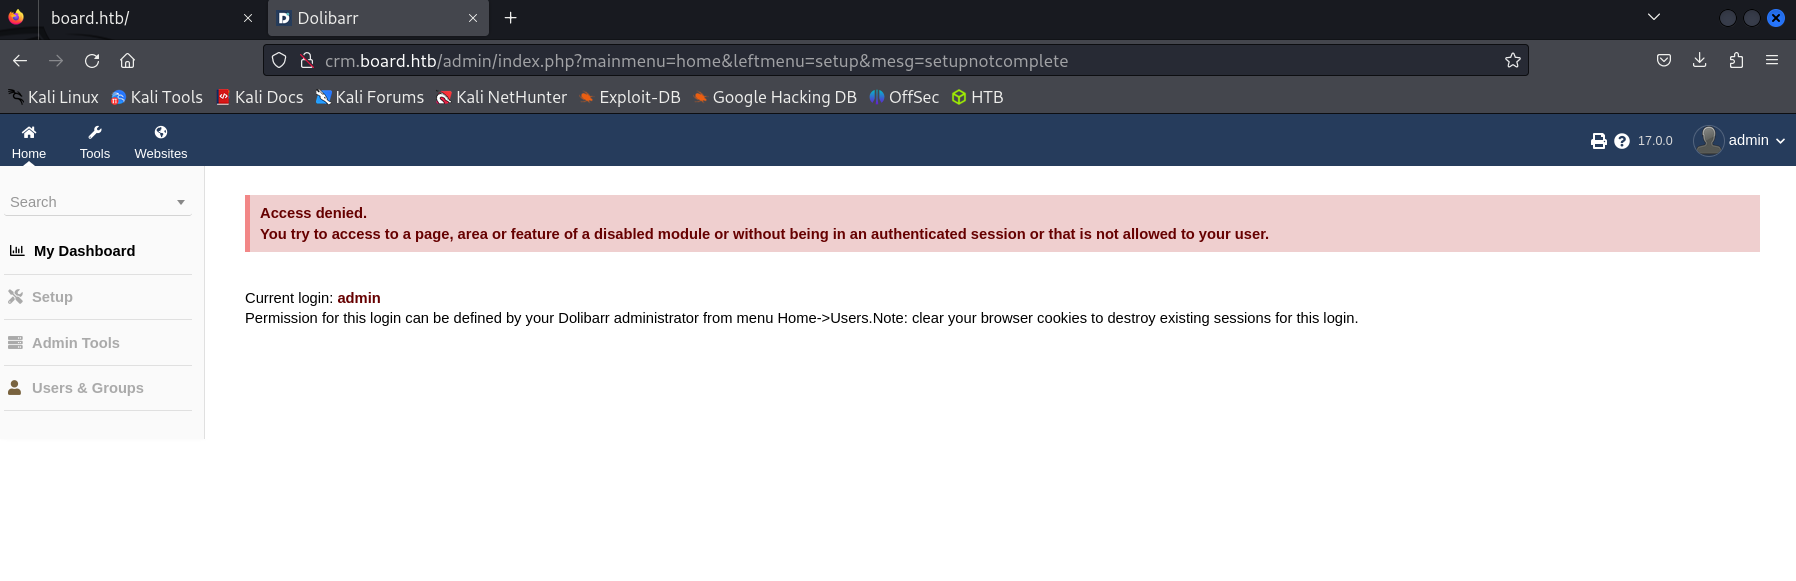 board.htb/
Dolibarr
crm.board.htb/admin/index.php?mainmenu=home&leftmenu=setup&mesg=setupnotcomplete
Kali Linux Kali Tools Kali Docs Kali Forums Kali NetHunter Exploit-DB Google Hacking DB OffSec HTB
Home Tools Websites 17.0.0 admin
Search
My Dashboard
Setup
Admin Tools
Users & Groups
Access denied.
You try to access to a page, area or feature of a disabled module or without being in an authenticated session or that is not allowed to your user.
Current login: admin
Permission for this login can be defined by your Dolibarr administrator from menu Home->Users.Note: clear your browser cookies to destroy existing sessions for this login.